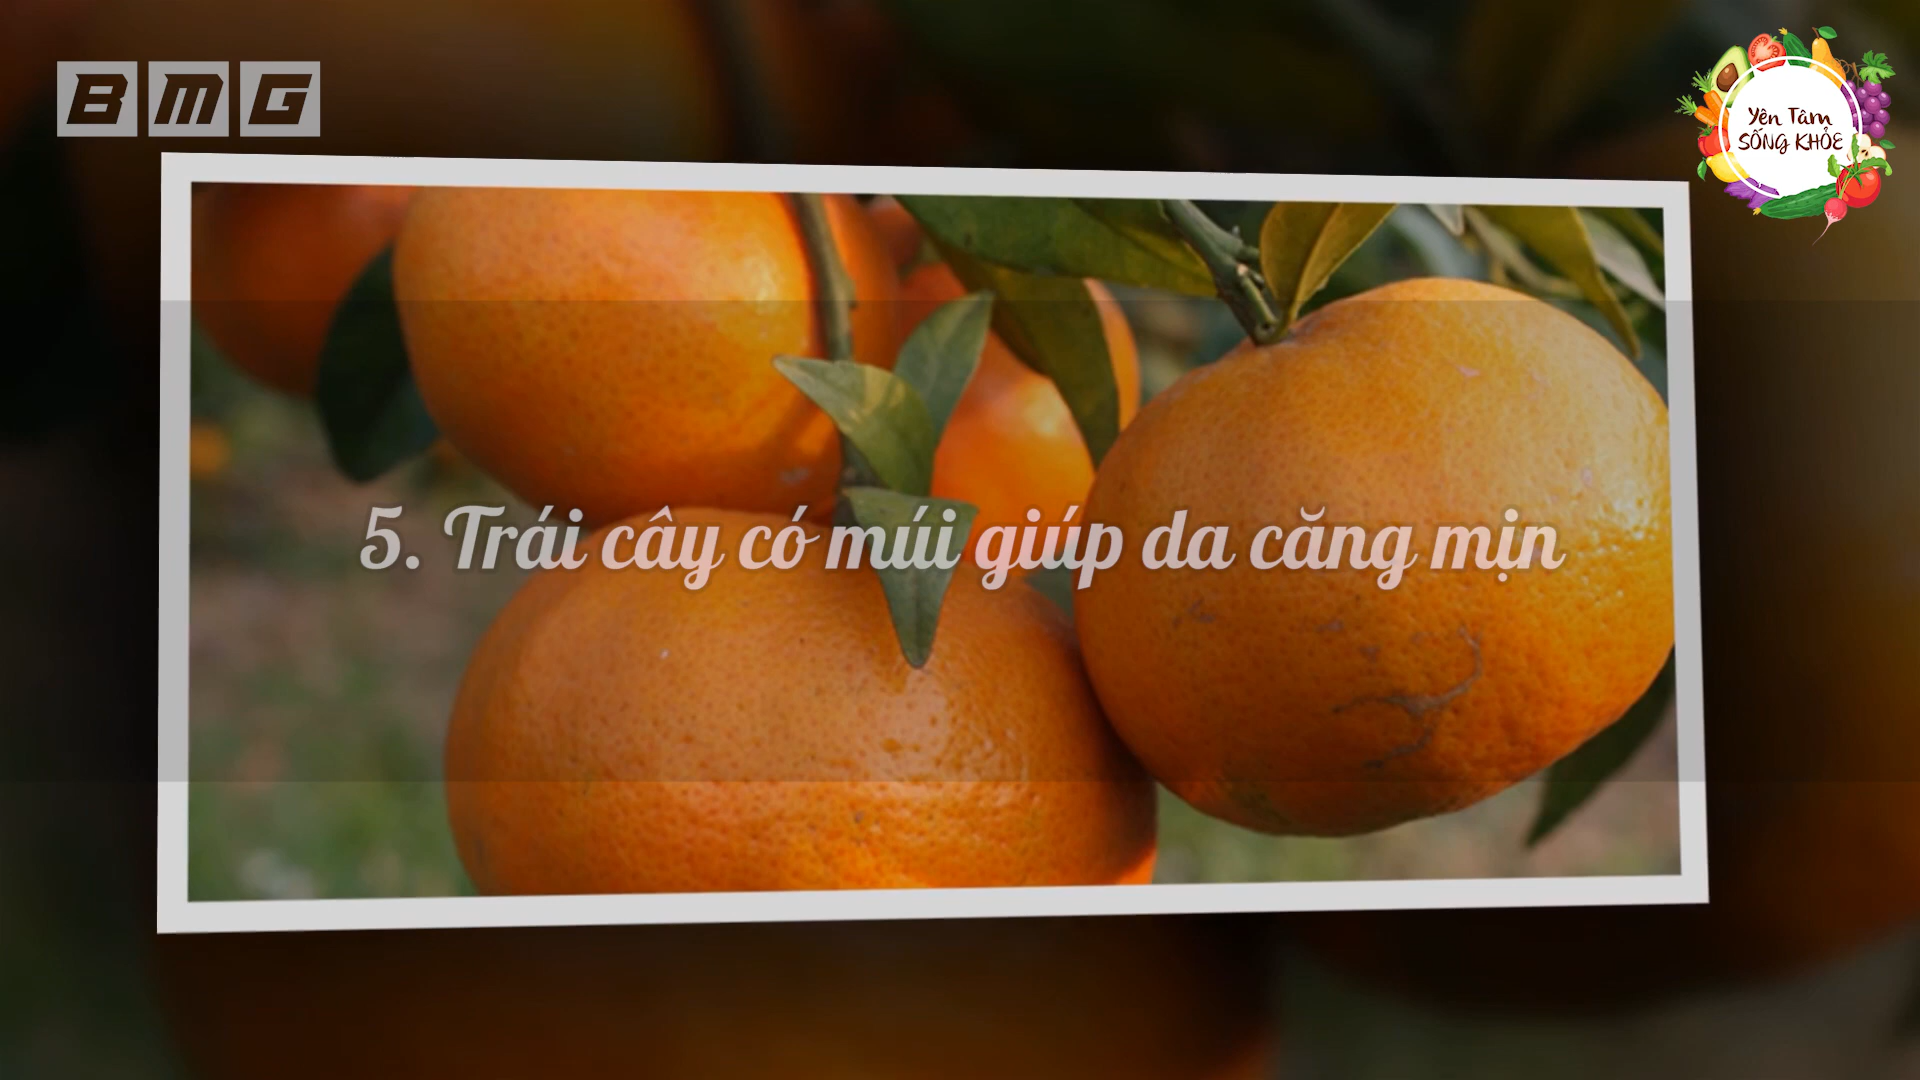 BMG
Yên Tâm
SỐNG KHỎE
5. Trái cây có múi giúp da căng mịn